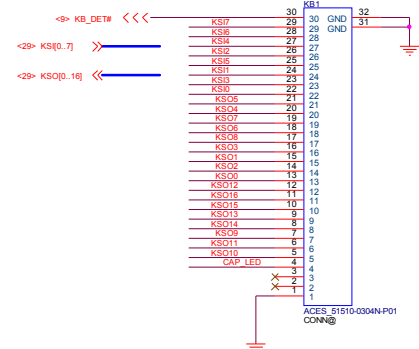 KB1
<9> KB_DET#
30 30 GND 32
KSI7 29 29 GND 31
KSI6 28 28
<29> KSI[0..7]
KSI4 27 27
KSI2 26 26
KSI5 25 25
<29> KSO[0..16]
KSI1 24 24
KSI3 23 23
KSI0 22 22
KSO5 21 21
KSO4 20 20
KSO7 19 19
KSO6 18 18
KSO8 17 17
KSO3 16 16
KSO1 15 15
KSO2 14 14
KSO0 13 13
KSO12 12 12
KSO16 11 11
KSO15 10 10
KSO13 9 9
KSO14 8 8
KSO9 7 7
KSO11 6 6
KSO10 5 5
CAP_LED 4 4
3 3
2 2
1 1
ACES_51510-0304N-P01
CONN@